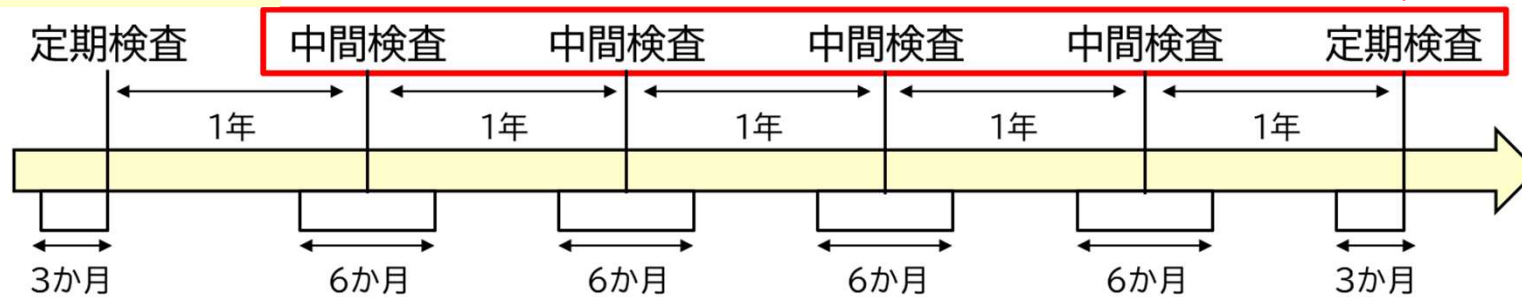 定期検査 中間検査 中間検査 中間検査 中間検査 定期検査
1年 1年 1年 1年 1年
3か月 6か月 6か月 6か月 6か月 3か月